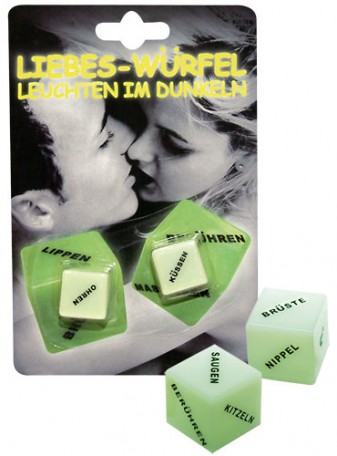 LIEBES-WÜRFEL
LEUCHTEN IM DUNKELN
LIPPEN
OHREN
BERÜHREN
KÜSSEN
BRÜSTE
NIPPEL
SAUGEN
KITZELN
BERÜHREN